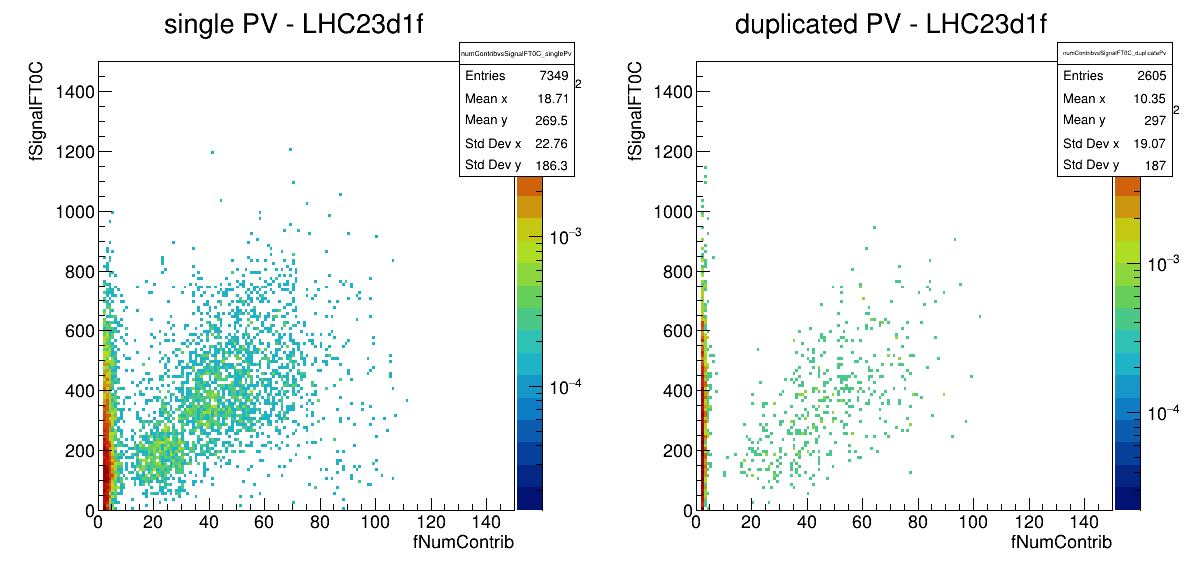 single PV - LHC23d1f
numContribvsSignalFT0C_singlePv
Entries 7349
Mean x 18.71
Mean y 269.5
Std Dev x 22.76
Std Dev y 186.3
fSignalFT0C
1400
1200
1000
800
600
400
200
0
0 20 40 60 80 100 120 140
fNumContrib
2
10⁻³
10⁻⁴
duplicated PV - LHC23d1f
numContribvsSignalFT0C_duplicatePv
Entries 2605
Mean x 10.35
Mean y 297
Std Dev x 19.07
Std Dev y 187
fSignalFT0C
1400
1200
1000
800
600
400
200
0
0 20 40 60 80 100 120 140
fNumContrib
2
10⁻³
10⁻⁴